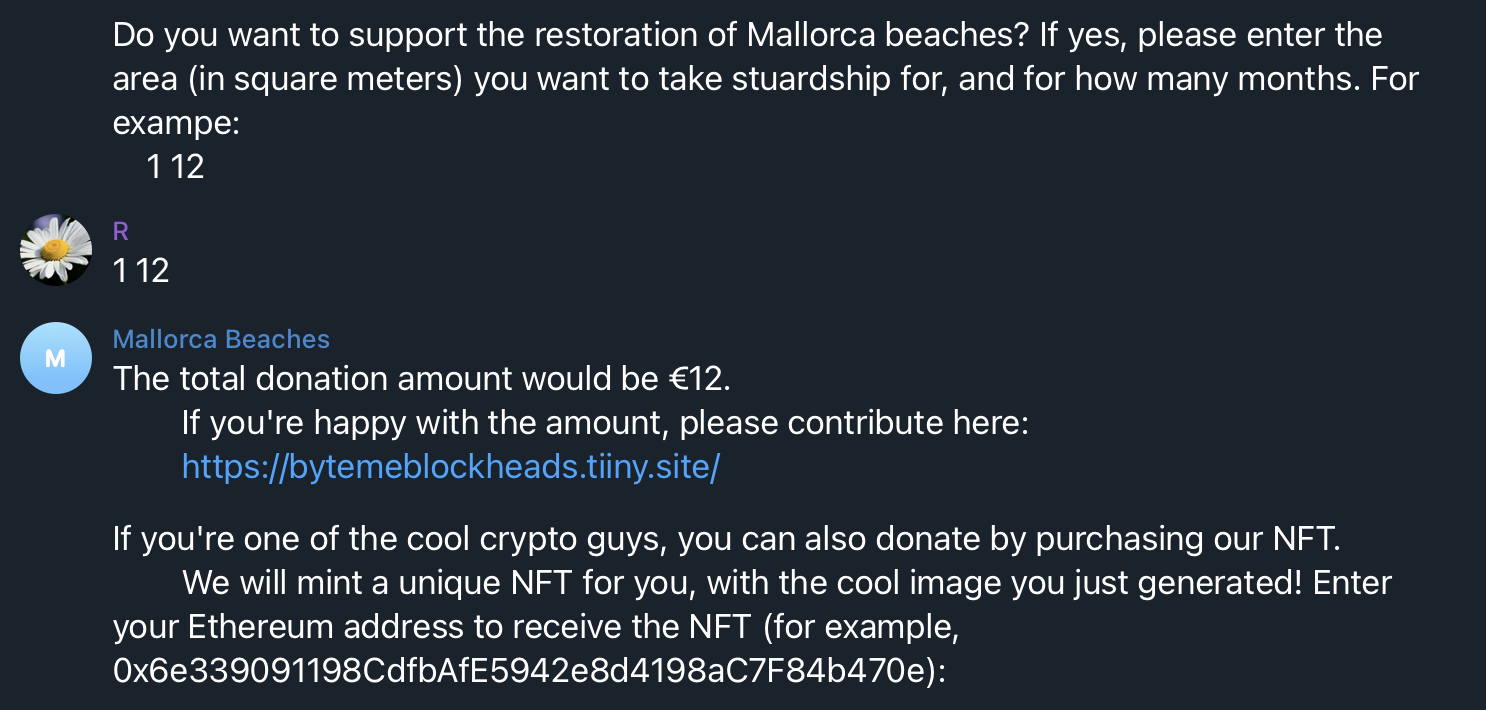 Do you want to support the restoration of Mallorca beaches? If yes, please enter the
area (in square meters) you want to take stuardship for, and for how many months. For
exampe:
1 12
R
1 12
M
Mallorca Beaches
The total donation amount would be €12.
If you're happy with the amount, please contribute here:
https://bytemeblockheads.tiiny.site/
If you're one of the cool crypto guys, you can also donate by purchasing our NFT.
We will mint a unique NFT for you, with the cool image you just generated! Enter
your Ethereum address to receive the NFT (for example,
0x6e339091198CdfbAfE5942e8d4198aC7F84b470e):